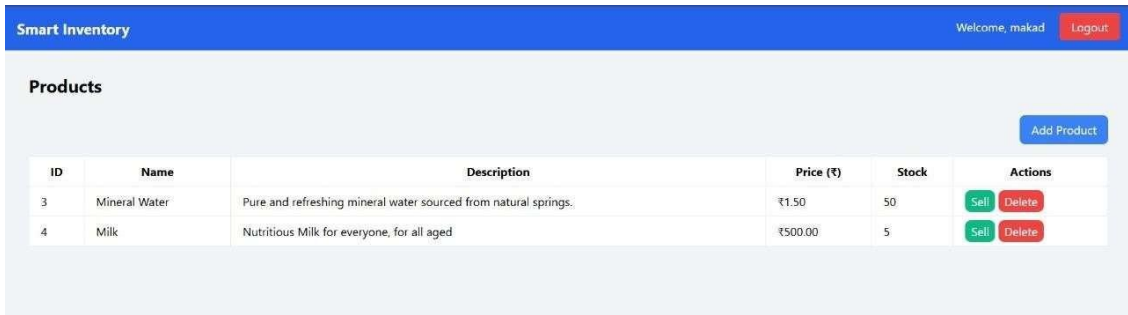 Smart Inventory Welcome, makad Logout
Products
Add Product
ID Name Description Price (₹) Stock Actions
3 Mineral Water Pure and refreshing mineral water sourced from natural springs. ₹1.50 50 Sell Delete
4 Milk Nutritious Milk for everyone, for all aged ₹500.00 5 Sell Delete